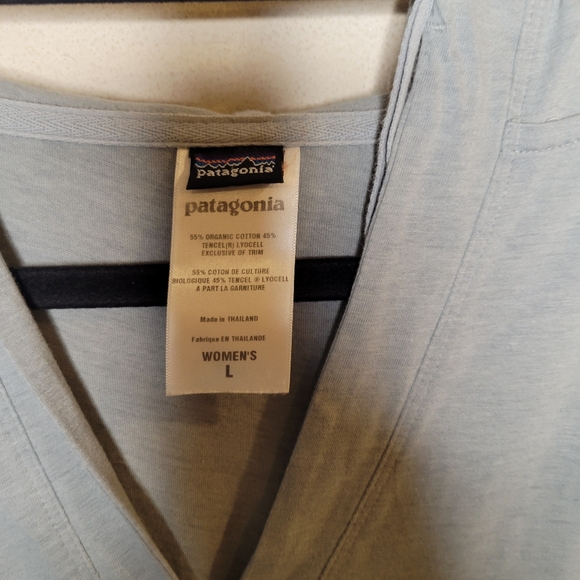 patagonia
patagonia
55% ORGANIC COTTON 45%
TENCEL(R) LYOCELL
EXCLUSIVE OF TRIM
55% COTON DE CULTURE
BIOLOGIQUE 45% TENCEL ® LYOCELL
A PART LA GARNITURE
Made in THAILAND
Fabrique EN THAILANDE
WOMEN'S
L